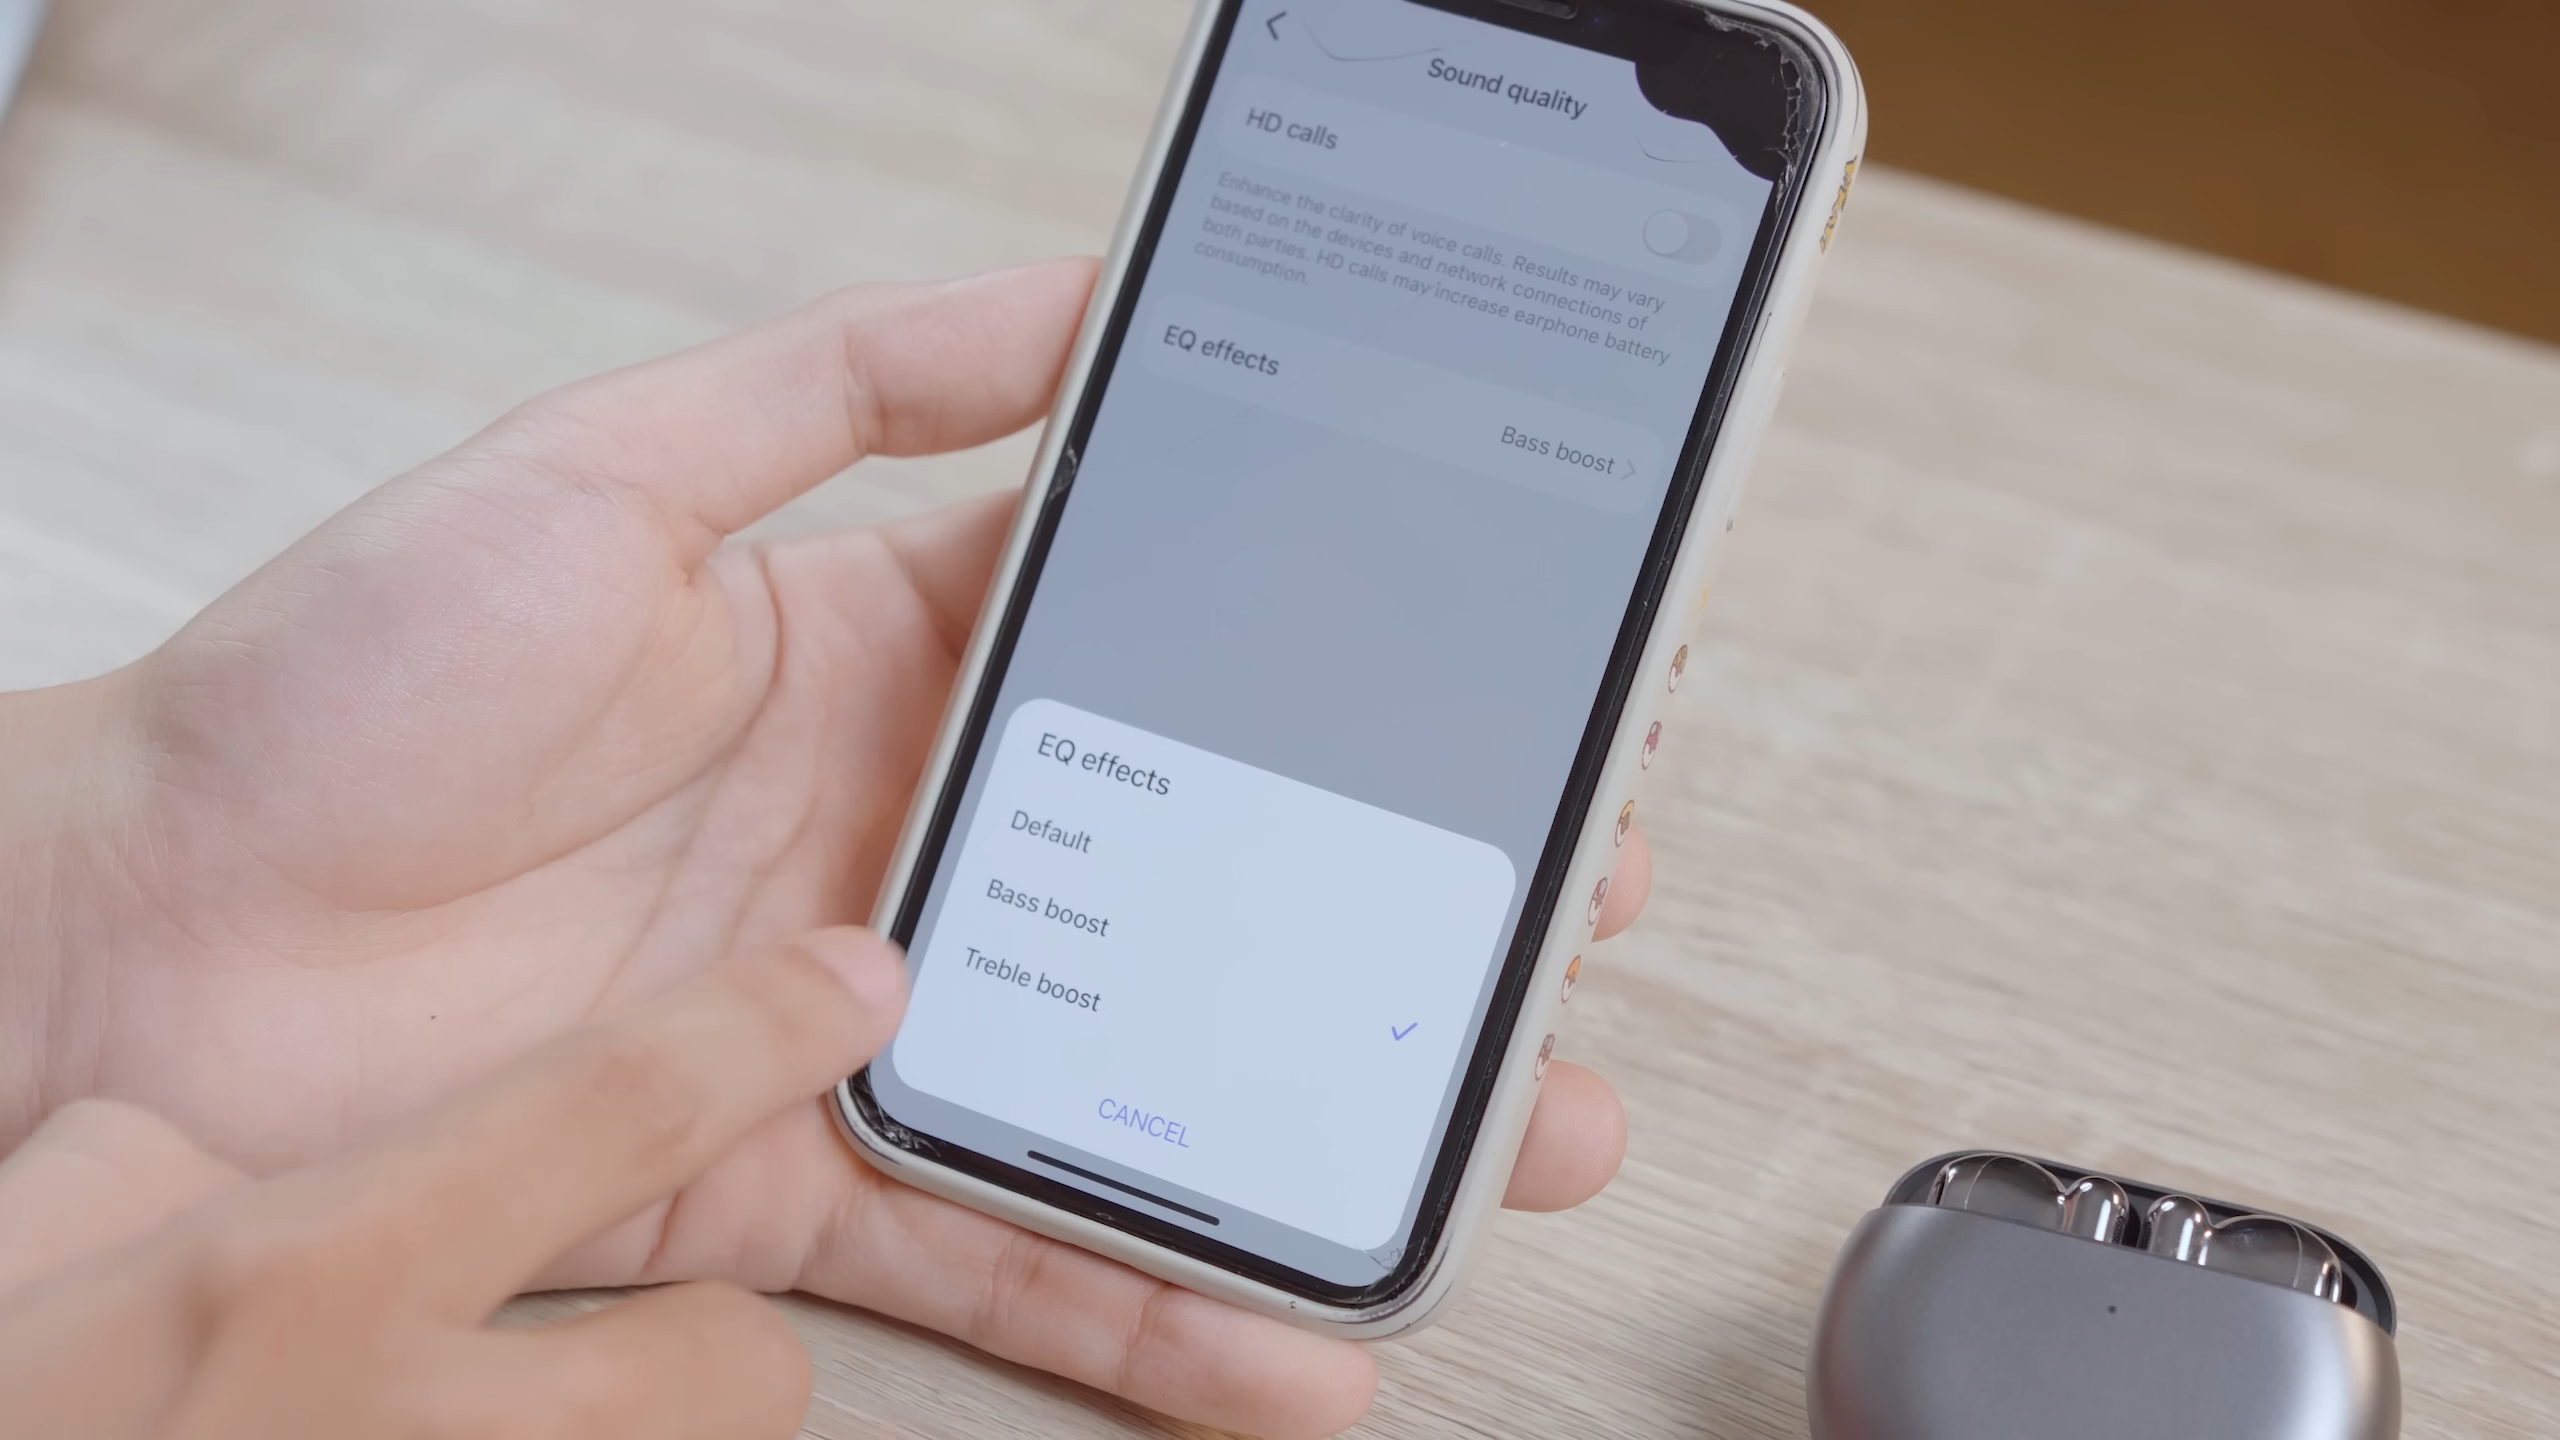 Sound quality
HD calls
Enhance the clarity of voice calls. Results may vary
based on the devices and network connections of
both parties. HD calls may increase earphone battery
consumption.
EQ effects
Bass boost
EQ effects
Default
Bass boost
Treble boost
CANCEL